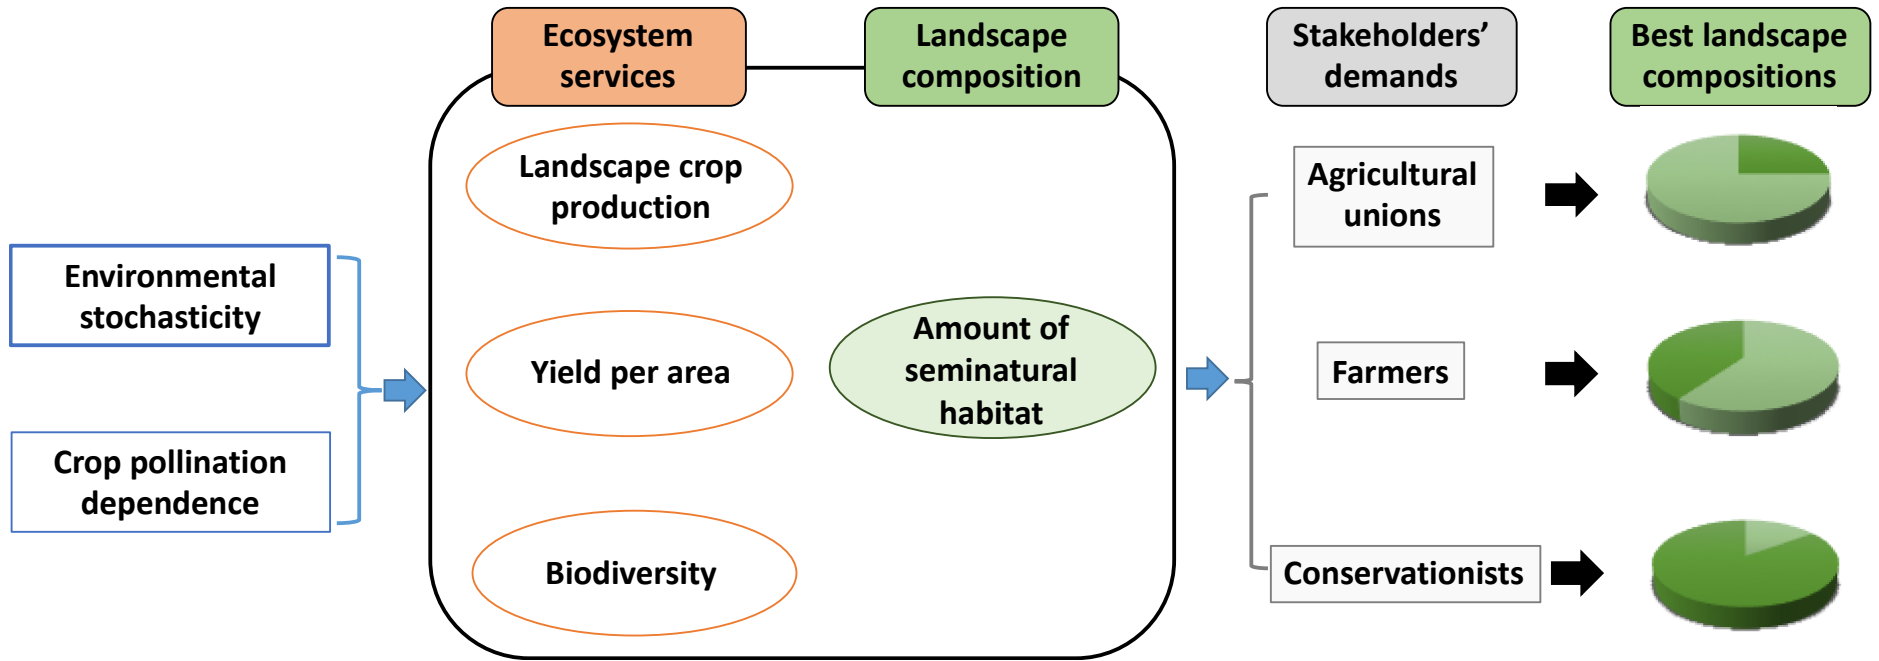 Ecosystem
services
Landscape
composition
Stakeholders’
demands
Best landscape
compositions
Environmental
stochasticity
Crop pollination
dependence
Landscape crop
production
Yield per area
Biodiversity
Amount of
seminatural
habitat
Agricultural
unions
Farmers
Conservationists